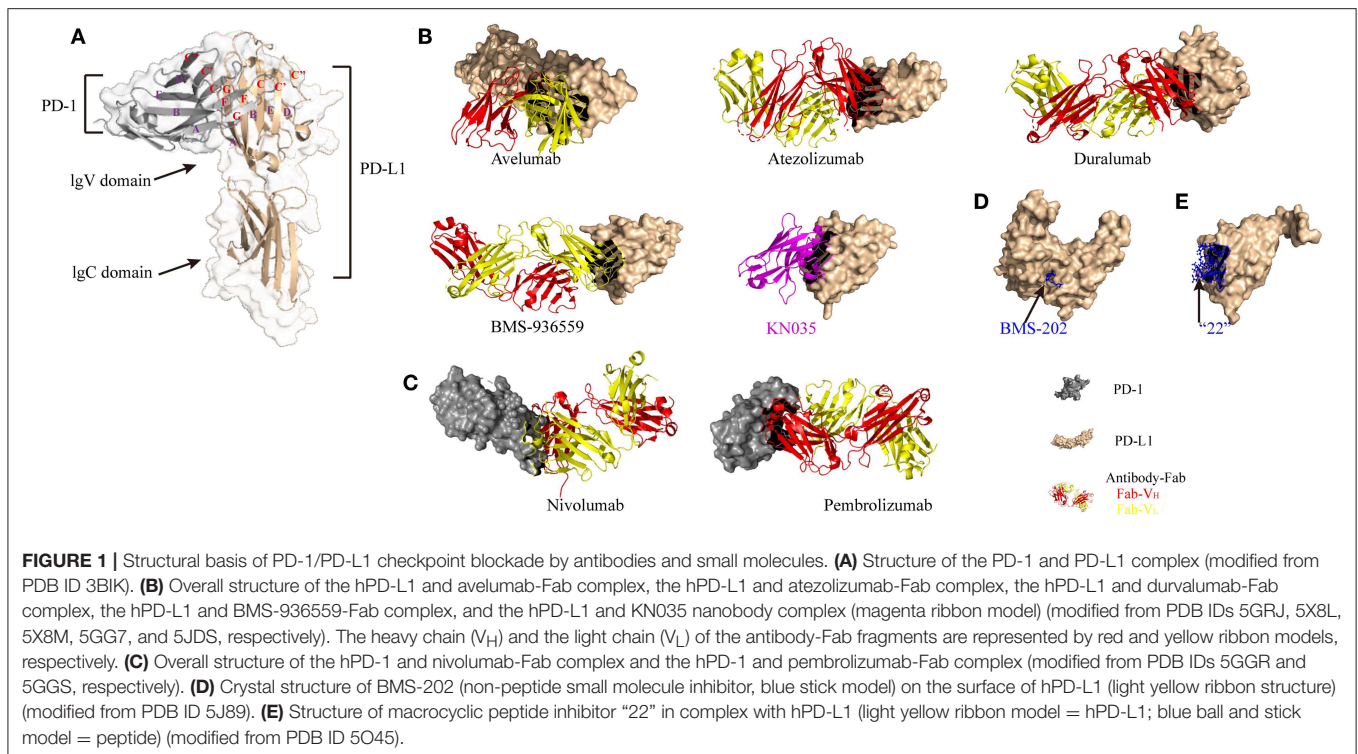 A
PD-1
IgV domain
IgC domain
PD-L1
C"
C
C'
G
F
F
C
G
B
E
D
A
B
A
B
Avelumab
Atezolizumab
Duralumab
BMS-936559
KN035
D
BMS-202
E
"22"
C
Nivolumab
Pembrolizumab
PD-1
PD-L1
Antibody-Fab
Fab-VH
Fab-VL
FIGURE 1 | Structural basis of PD-1/PD-L1 checkpoint blockade by antibodies and small molecules. (A) Structure of the PD-1 and PD-L1 complex (modified from
PDB ID 3BIK). (B) Overall structure of the hPD-L1 and avelumab-Fab complex, the hPD-L1 and atezolizumab-Fab complex, the hPD-L1 and durvalumab-Fab
complex, the hPD-L1 and BMS-936559-Fab complex, and the hPD-L1 and KN035 nanobody complex (magenta ribbon model) (modified from PDB IDs 5GRJ, 5X8L,
5X8M, 5GG7, and 5JDS, respectively). The heavy chain (VH) and the light chain (VL) of the antibody-Fab fragments are represented by red and yellow ribbon models,
respectively. (C) Overall structure of the hPD-1 and nivolumab-Fab complex and the hPD-1 and pembrolizumab-Fab complex (modified from PDB IDs 5GGR and
5GGS, respectively). (D) Crystal structure of BMS-202 (non-peptide small molecule inhibitor, blue stick model) on the surface of hPD-L1 (light yellow ribbon structure)
(modified from PDB ID 5J89). (E) Structure of macrocyclic peptide inhibitor "22" in complex with hPD-L1 (light yellow ribbon model = hPD-L1; blue ball and stick
model = peptide) (modified from PDB ID 5O45).